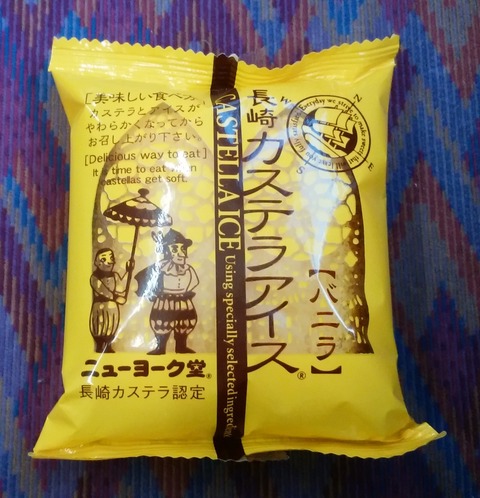 [美味しい食べ方]
カステラとアイスが
やわらかくなってから
お召し上がり下さい。
[Delicious way to eat]
It is time to eat when
castellas get soft.
CASTELLA ICE Using specially selected ingred
長崎カステラアイス®
【バニラ】
N
W
E
S
ニューヨーク堂®
長崎カステラ認定